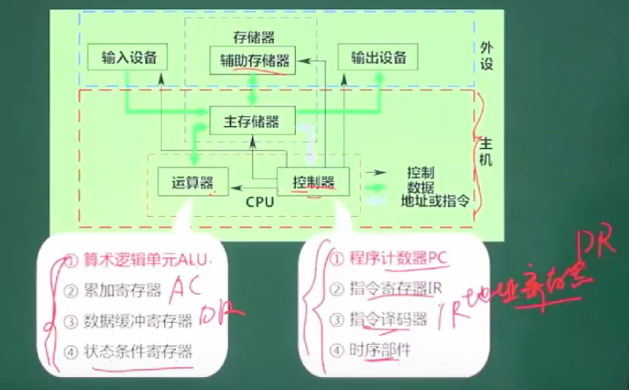 存储器
输入设备
辅助存储器
输出设备
外设
主存储器
主机
运算器
控制器
CPU
控制
数据
地址或指令
① 算术逻辑单元ALU
② 累加寄存器 AC
③ 数据缓冲寄存器 DR
④ 状态条件寄存器
① 程序计数器PC
② 指令寄存器IR
③ 指令译码器
④ 时序部件
IR 地址寄存器
DR